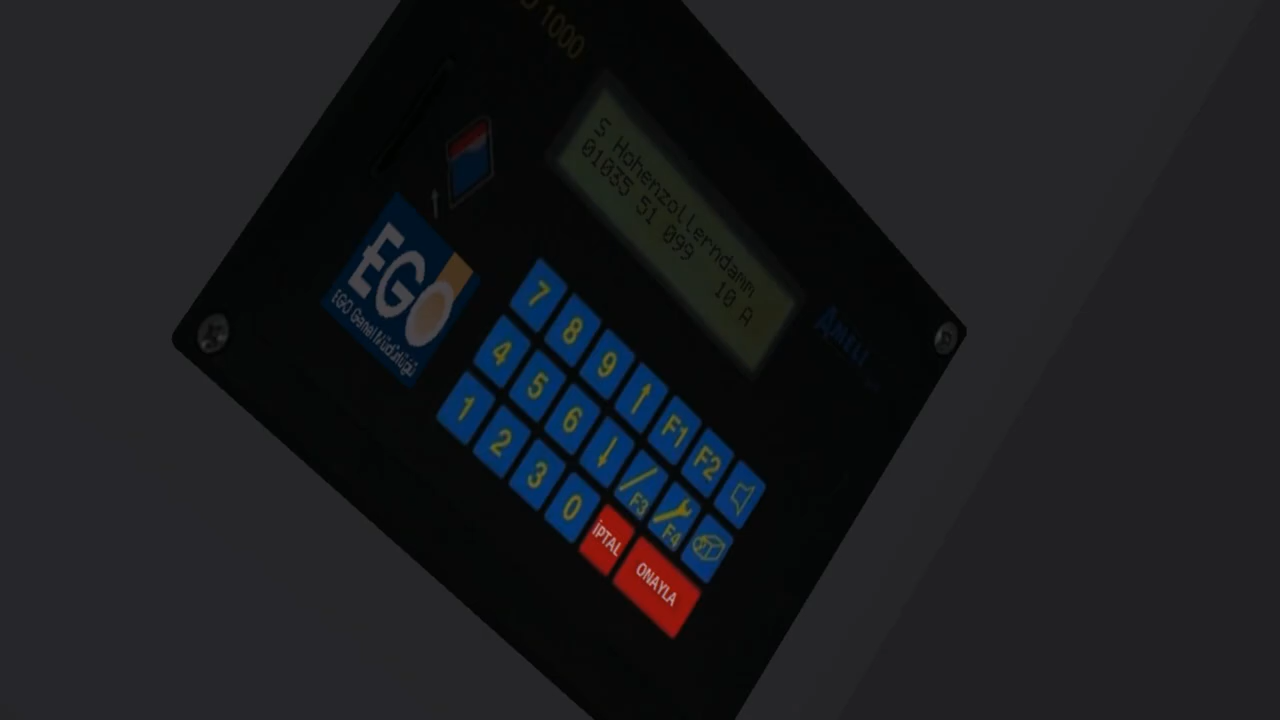 1000
S Hohenzollerndamm
01035 51 099 10 A
EGO
EGO Genel Müdürlüğü
7 8 9 ↑ F1 F2
4 5 6 ↓ F3 F4
1 2 3 0 İPTAL ONAYLA